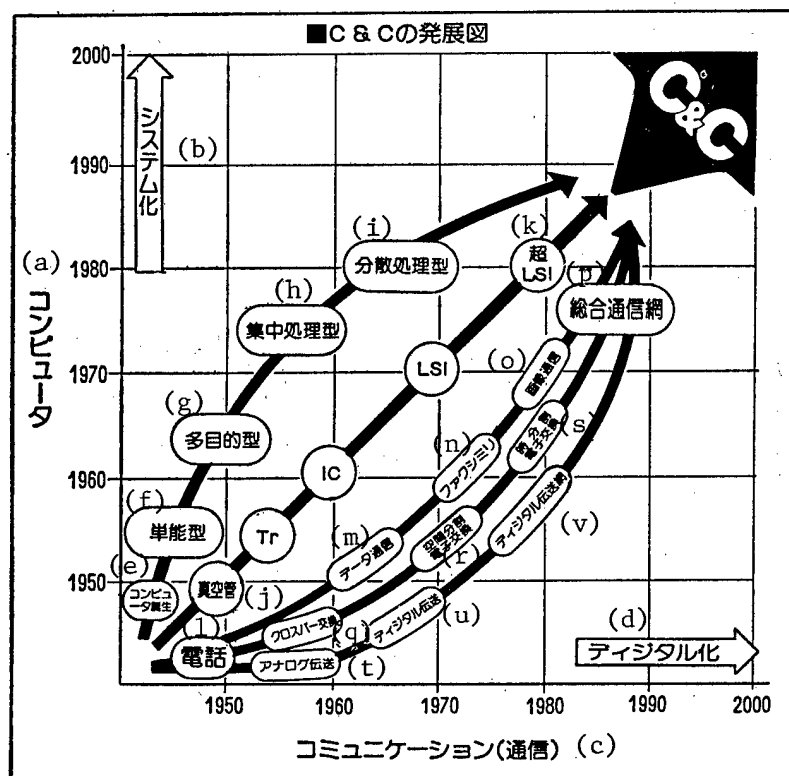 ■C&Cの発展図
2000
1990
1980
1970
1960
1950
(b)
システム化
(a)
コンピュータ
C&C
(i)
分散処理型
(h)
集中処理型
(g)
多目的型
(f)
単能型
(e)
コンピュ
ータ誕生
(k)
超
LSI
LSI
IC
Tr
真空管
(j)
(p)
総合通信網
(o)
画像通信
(n)
ファクシミリ
(m)
データ通信
(l)
電話
(s)
時分割
電子交換
(r)
空間分割
電子交換
(q)
クロスバー交換
(v)
ディジタル伝送網
(u)
ディジタル伝送
(t)
アナログ伝送
(d)
ディジタル化
1950
1960
1970
1980
1990
2000
コミュニケーション(通信) (c)